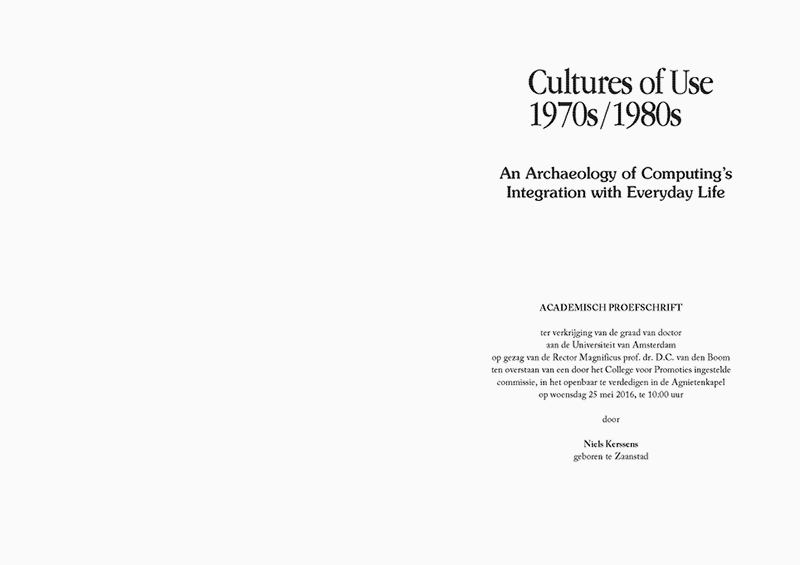 Cultures of Use
1970s/1980s
An Archaeology of Computing's
Integration with Everyday Life
ACADEMISCH PROEFSCHRIFT
ter verkrijging van de graad van doctor
aan de Universiteit van Amsterdam
op gezag van de Rector Magnificus prof. dr. D.C. van den Boom
ten overstaan van een door het College voor Promoties ingestelde
commissie, in het openbaar te verdedigen in de Agnietenkapel
op woensdag 25 mei 2016, te 10:00 uur
door
Niels Kerssens
geboren te Zaanstad